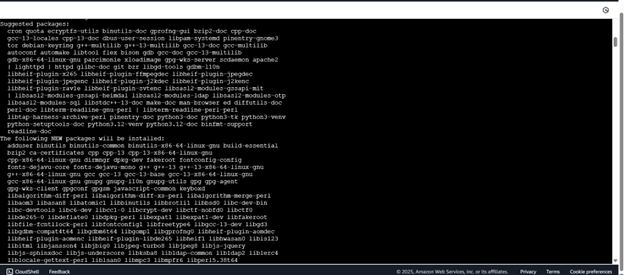 Suggested packages:
cron quota ecryptfs-utils binutils-doc gprofng-gui bzip2-doc cpp-doc
gcc-13-locales cpp-13-doc dbus-user-session libpam-systemd pinentry-gnome3
tor debian-keyring g++-multilib g++-13-multilib gcc-13-doc gcc-multilib
autoconf automake libtool flex bison gdb gcc-doc gcc-13-multilib
gdb-x86-64-linux-gnu parcimonie xloadimage gpg-wks-server scdaemon apache2
| lighttpd | httpd glibc-doc git bzr libgd-tools gdbm-l10n
libheif-plugin-x265 libheif-plugin-ffmpegdec libheif-plugin-jpegdec
libheif-plugin-jpegenc libheif-plugin-j2kdec libheif-plugin-j2kenc
libheif-plugin-rav1e libheif-plugin-svtenc libsasl2-modules-gssapi-mit
| libsasl2-modules-gssapi-heimdal libsasl2-modules-ldap libsasl2-modules-otp
libsasl2-modules-sql libstdc++-13-doc make-doc man-browser ed diffutils-doc
perl-doc libterm-readline-gnu-perl | libterm-readline-perl-perl
libtap-harness-archive-perl pinentry-doc python3-doc python3-tk python3-venv
python-setuptools-doc python3.12-venv python3.12-doc binfmt-support
readline-doc
The following NEW packages will be installed:
adduser binutils binutils-common binutils-x86-64-linux-gnu build-essential
bzip2 ca-certificates cpp cpp-13 cpp-13-x86-64-linux-gnu
cpp-x86-64-linux-gnu dirmngr dpkg-dev fakeroot fontconfig-config
fonts-dejavu-core fonts-dejavu-mono g++ g++-13 g++-13-x86-64-linux-gnu
g++-x86-64-linux-gnu gcc gcc-13 gcc-13-base gcc-13-x86-64-linux-gnu
gcc-x86-64-linux-gnu gnupg gnupg-l10n gnupg-utils gpg gpg-agent
gpg-wks-client gpgconf gpgsm javascript-common keyboxd
libalgorithm-diff-perl libalgorithm-diff-xs-perl libalgorithm-merge-perl
libaom3 libasan8 libatomic1 libbinutils libbrotli1 libbsd0 libc-dev-bin
libc-devtools libc6-dev libcc1-0 libcrypt-dev libctf-nobfd0 libctf0
libde265-0 libdeflate0 libdpkg-perl libexpat1 libexpat1-dev libfakeroot
libfile-fcntllock-perl libfontconfig1 libfreetype6 libgcc-13-dev libgd3
libgdbm-compat4t64 libgdbm6t64 libgomp1 libgprofng0 libheif-plugin-aomdec
libheif-plugin-aomenc libheif-plugin-libde265 libheif1 libhwasan0 libisl23
libitm1 libjansson4 libjbig0 libjpeg-turbo8 libjpeg8 libjs-jquery
libjs-sphinxdoc libjs-underscore libksba8 libldap-common libldap2 liblerc4
liblocale-gettext-perl liblsan0 libmpc3 libmpfr6 libperl5.38t64
CloudShell Feedback © 2025, Amazon Web Services, Inc. or its affiliates. Privacy Terms Cookie preferences